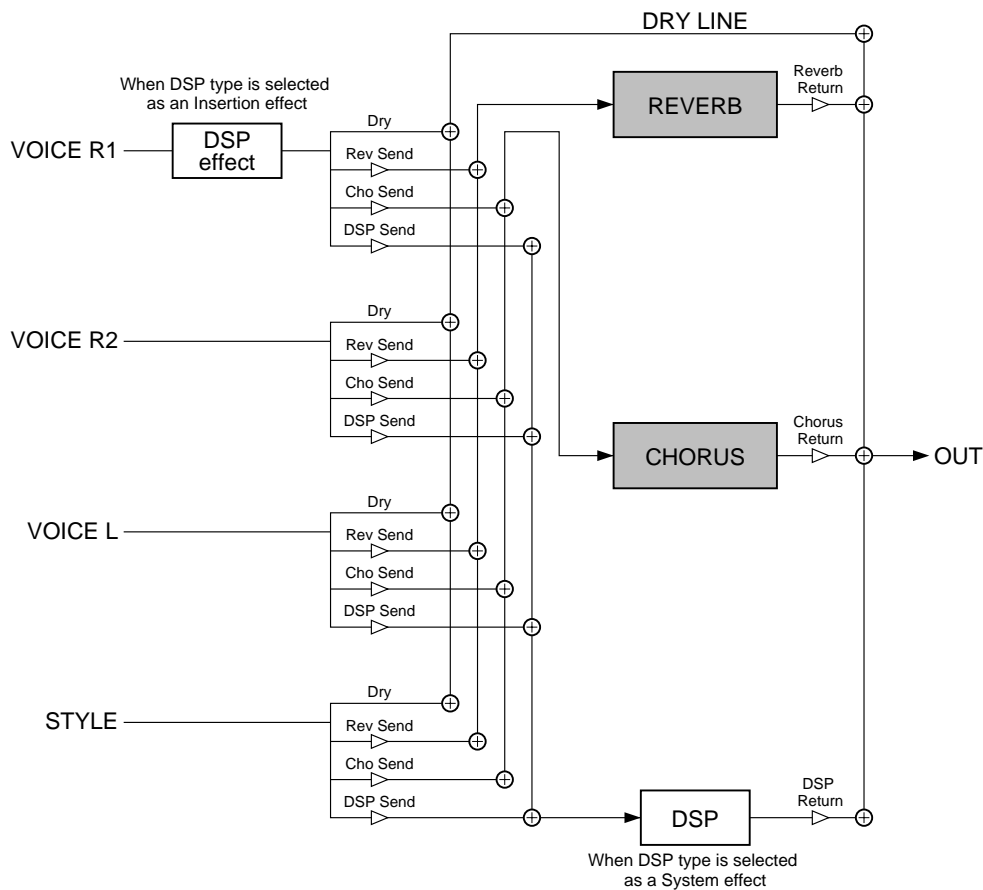 DRY LINE
When DSP type is selected
as an Insertion effect
VOICE R1
DSP
effect
Dry
Rev Send
Cho Send
DSP Send
REVERB
Reverb
Return
VOICE R2
Dry
Rev Send
Cho Send
DSP Send
CHORUS
Chorus
Return
OUT
VOICE L
Dry
Rev Send
Cho Send
DSP Send
STYLE
Dry
Rev Send
Cho Send
DSP Send
DSP
DSP
Return
When DSP type is selected
as a System effect